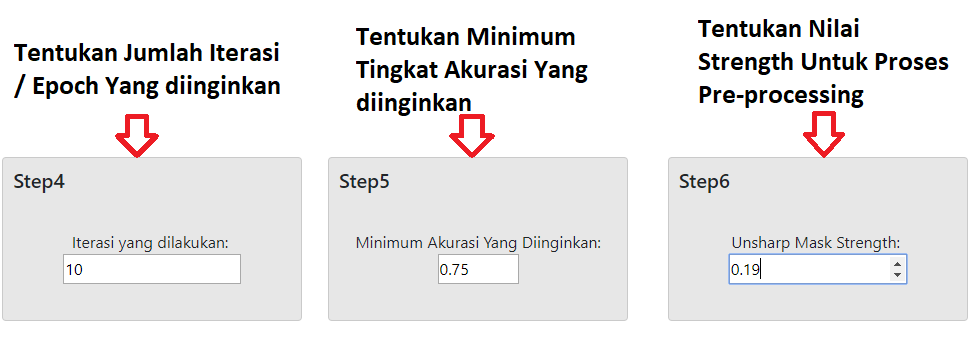 Tentukan Jumlah Iterasi
/ Epoch Yang diinginkan
Tentukan Minimum
Tingkat Akurasi Yang
diinginkan
Tentukan Nilai
Strength Untuk Proses
Pre-processing
Step4
Iterasi yang dilakukan:
10
Step5
Minimum Akurasi Yang Diinginkan:
0.75
Step6
Unsharp Mask Strength:
0.19